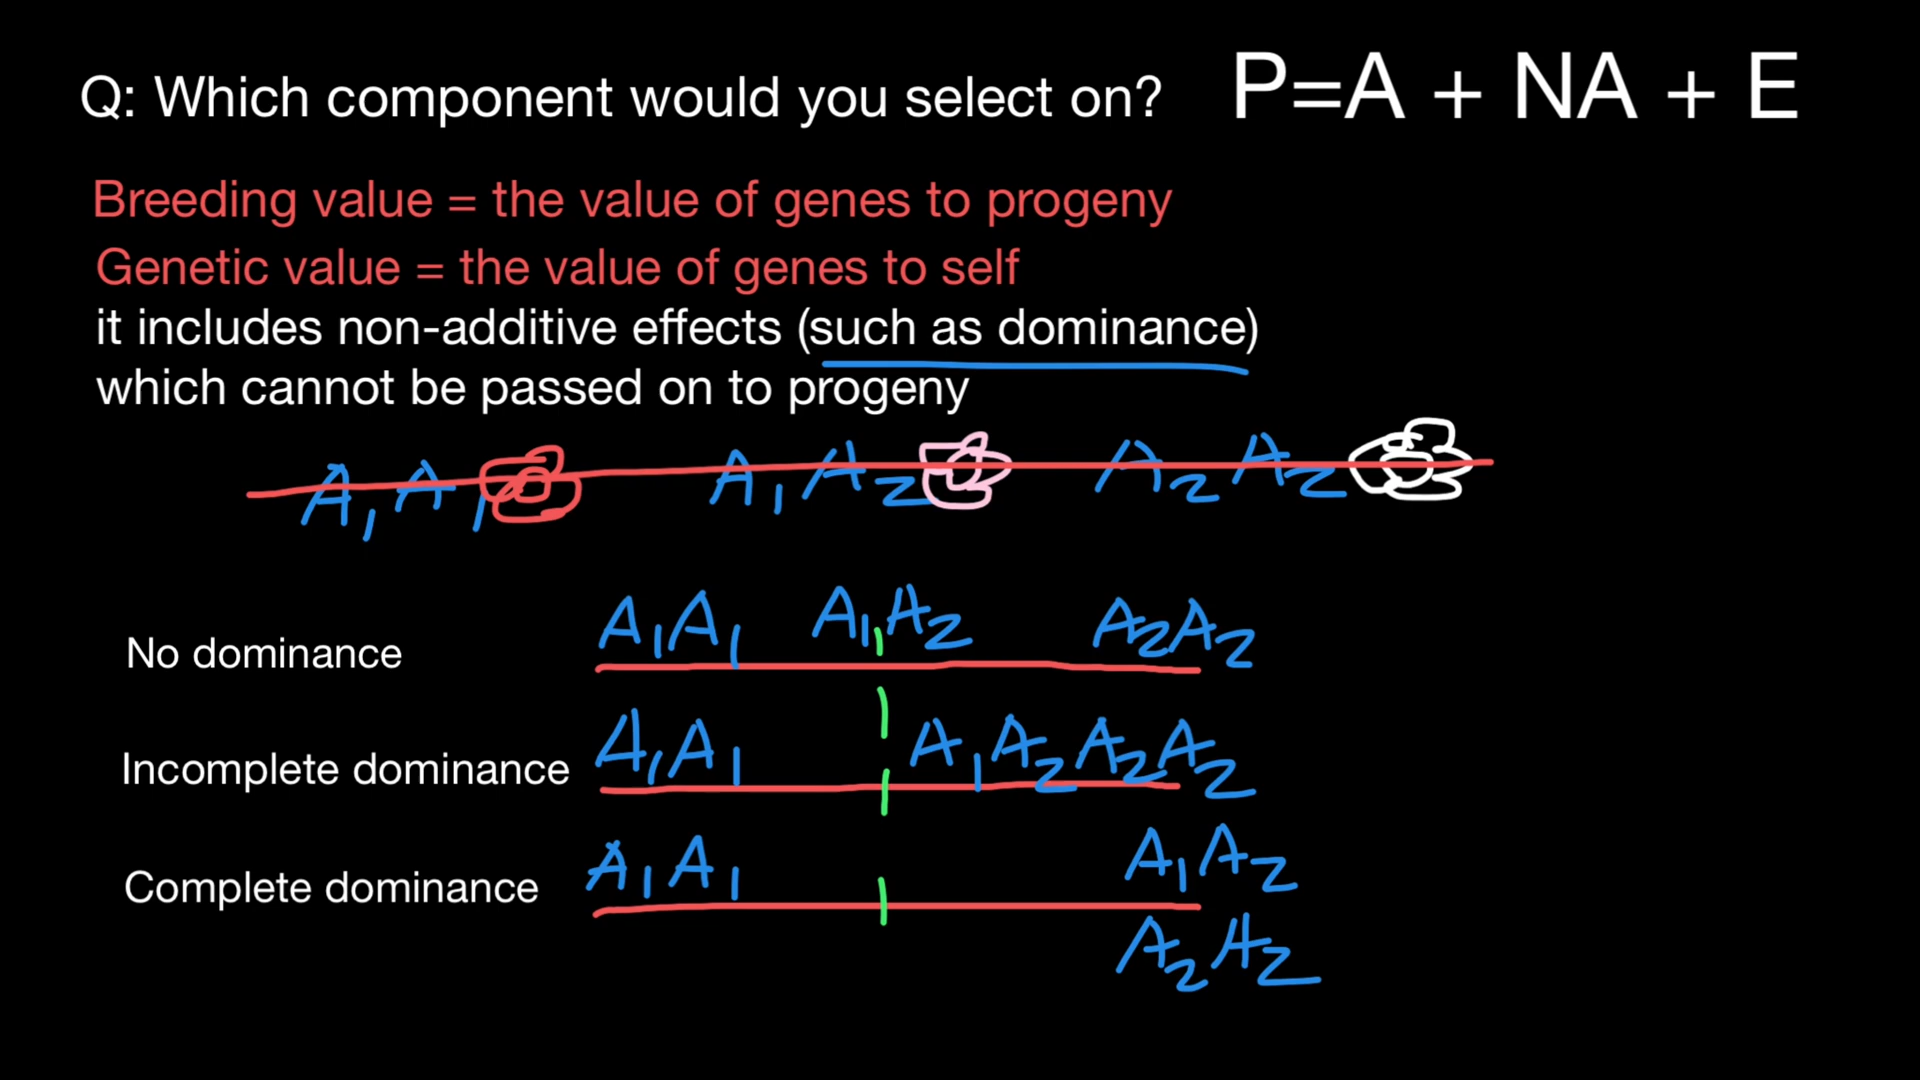 Q: Which component would you select on? P=A + NA + E
Breeding value = the value of genes to progeny
Genetic value = the value of genes to self
it includes non-additive effects (such as dominance)
which cannot be passed on to progeny
A₁A₁ A₁A₂ A₂A₂
No dominance A₁A₁ A₁A₂ A₂A₂
Incomplete dominance A₁A₁ A₁A₂ A₂A₂
Complete dominance A₁A₁ A₁A₂
A₂A₂